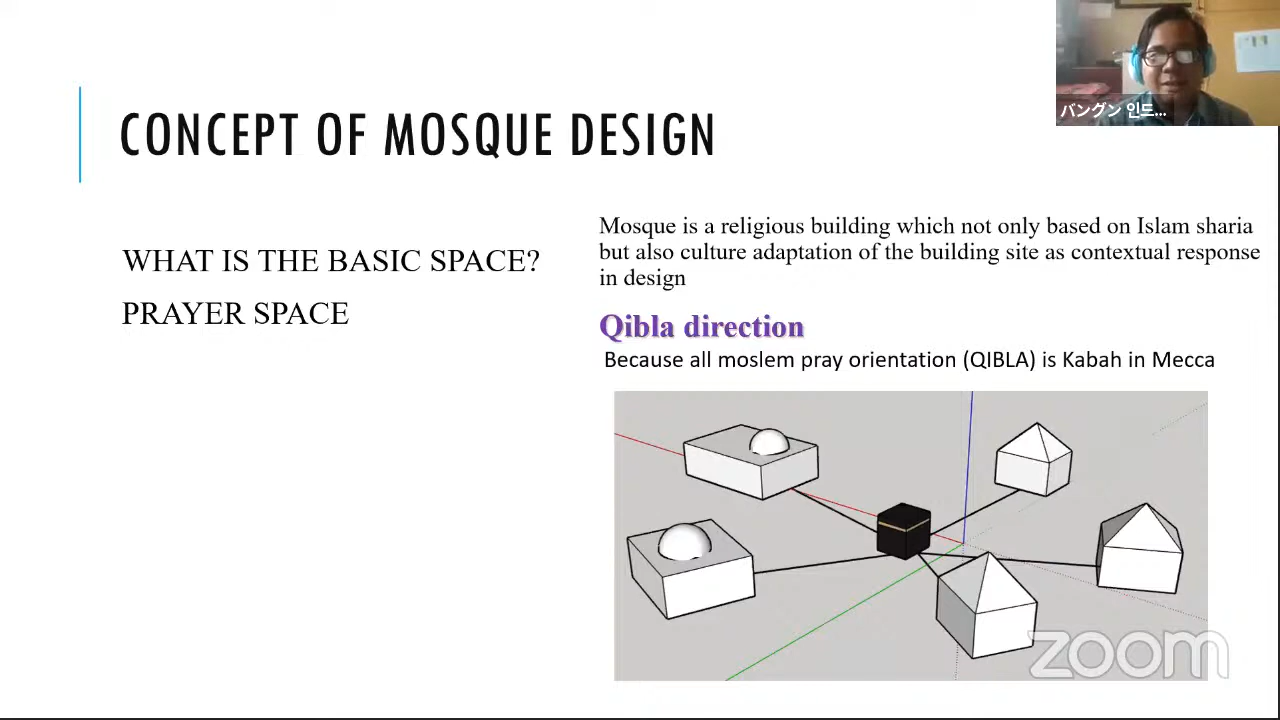 CONCEPT OF MOSQUE DESIGN
バングン 인드...
WHAT IS THE BASIC SPACE?
PRAYER SPACE
Mosque is a religious building which not only based on Islam sharia
but also culture adaptation of the building site as contextual response
in design
Qibla direction
Because all moslem pray orientation (QIBLA) is Kabah in Mecca
zoom